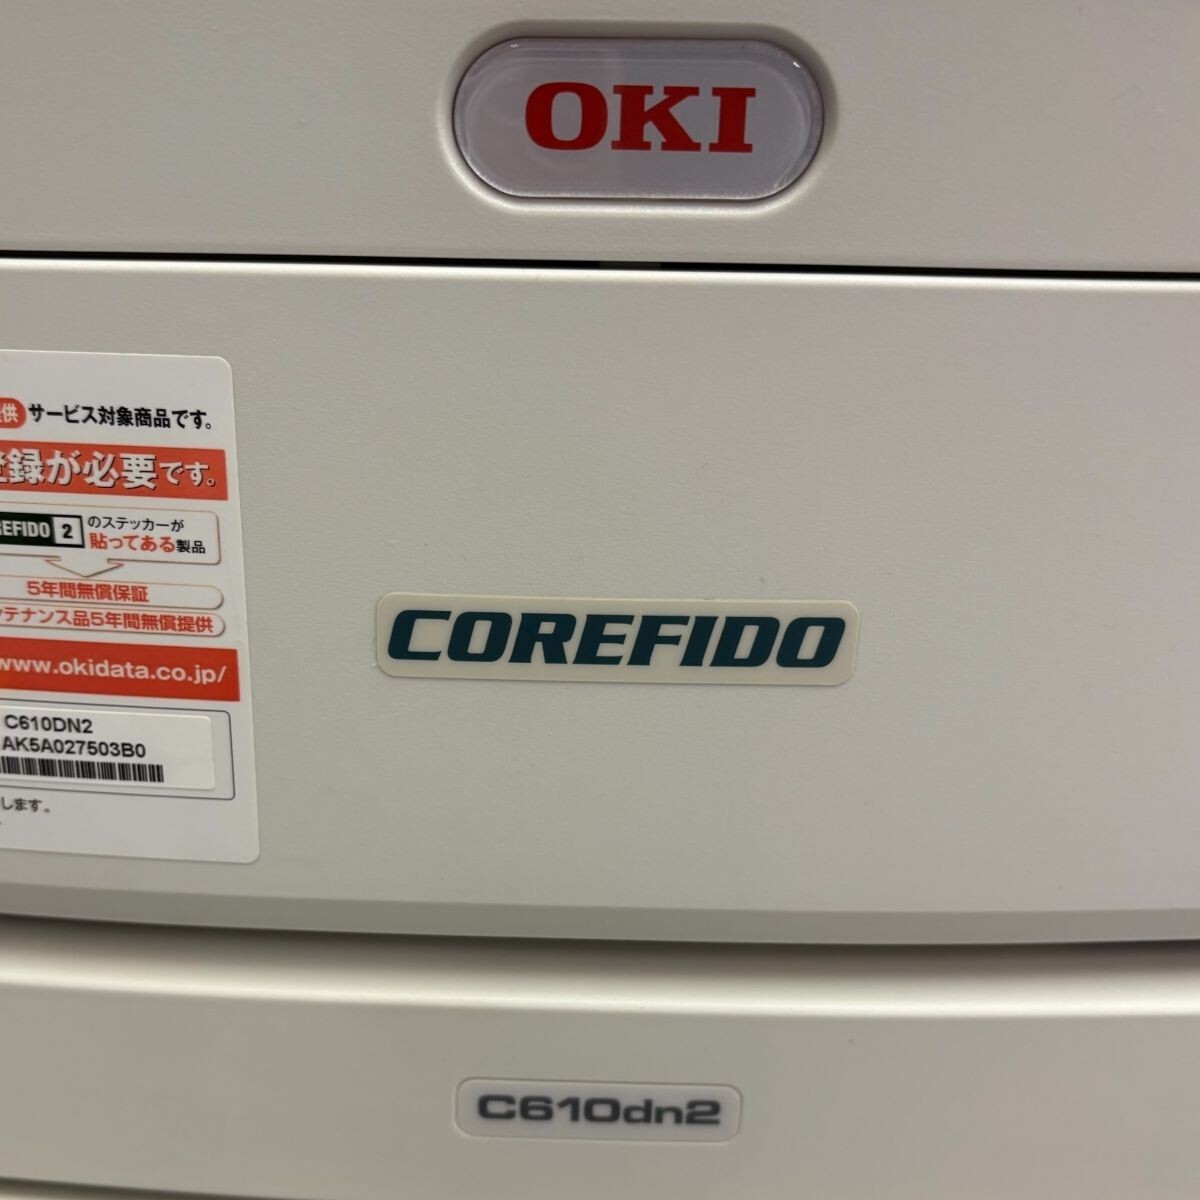 OKI
供 サービス対象商品です。
登録が必要です。
REFIDO 2 のステッカーが
貼ってある製品
5年間無償保証
テナンス品5年間無償提供
www.okidata.co.jp/
C610DN2
AK5A027503B0
します。
COREFIDO
C610dn2